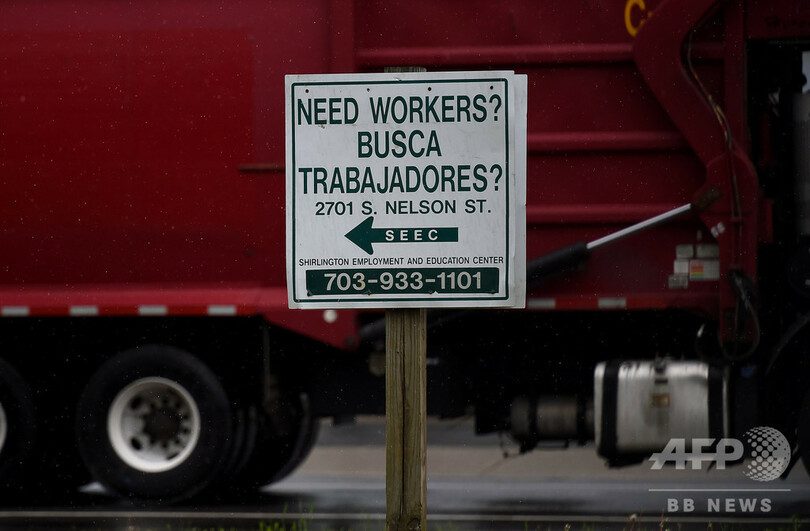 NEED WORKERS?
BUSCA
TRABAJADORES?
2701 S. NELSON ST.
SEEC
SHIRLINGTON EMPLOYMENT AND EDUCATION CENTER
703-933-1101
AFP
BB NEWS